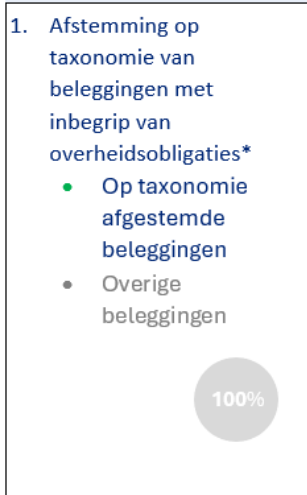 1. Afstemming op
taxonomie van
beleggingen met
inbegrip van
overheidsobligaties*
• Op taxonomie
afgestemde
beleggingen
• Overige
beleggingen
100%